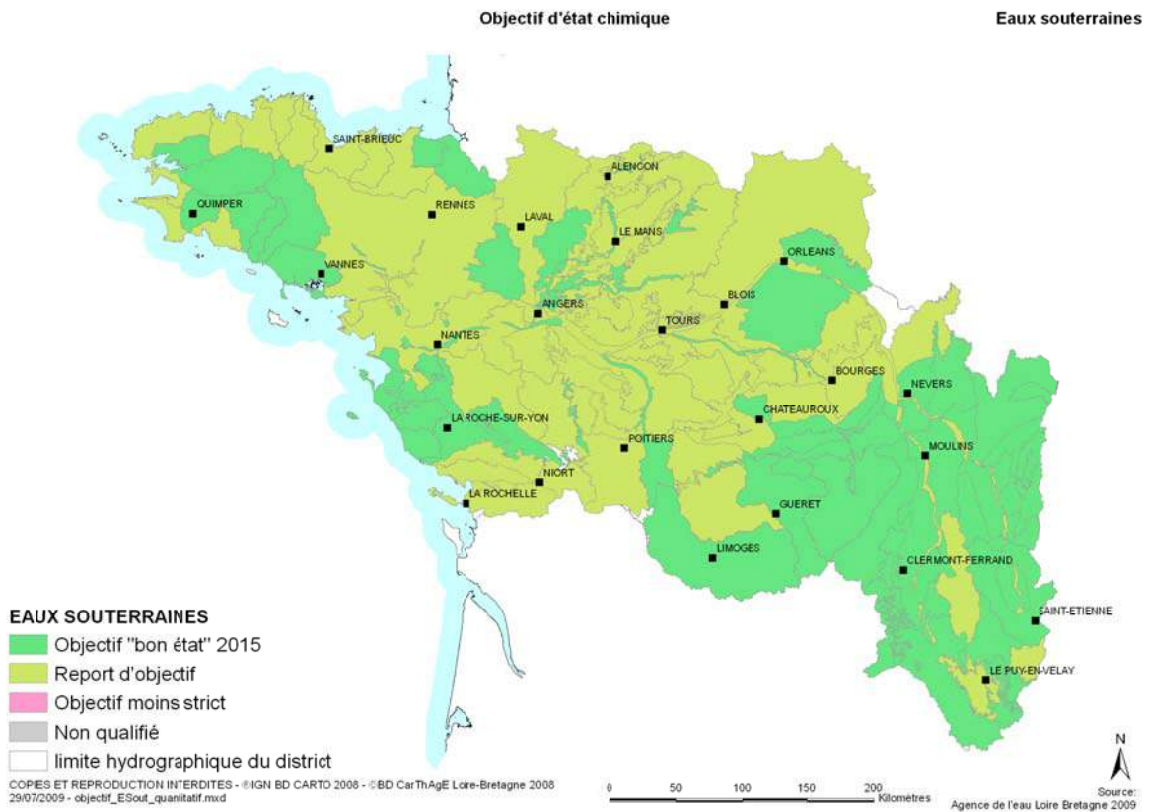 Objectif d'état chimique
Eaux souterraines
SAINT-BRIEUC
ALENCON
QUIMPER
RENNES
LAVAL
LE MANS
ORLEANS
VANNES
ANGERS
BLOIS
TOURS
NANTES
BOURGES
NEVERS
CHATEAUROUX
LA ROCHE-SUR-YON
POITIERS
MOULINS
NIORT
LA ROCHELLE
GUERET
LIMOGES
CLERMONT-FERRAND
SAINT-ETIENNE
LE PUY-EN-VELAY
EAUX SOUTERRAINES
Objectif "bon état" 2015
Report d'objectif
Objectif moins strict
Non qualifié
limite hydrographique du district
COPES ET REPRODUCTION INTERDITES - ©IGN BD CARTO 2008 - ©BD CarThAgE Loire-Bretagne 2008
29/07/2009 - objectif_ESout_quanitatif.mxd
0 50 100 150 200
Kilomètres
N
Source:
Agence de l'eau Loire Bretagne 2009